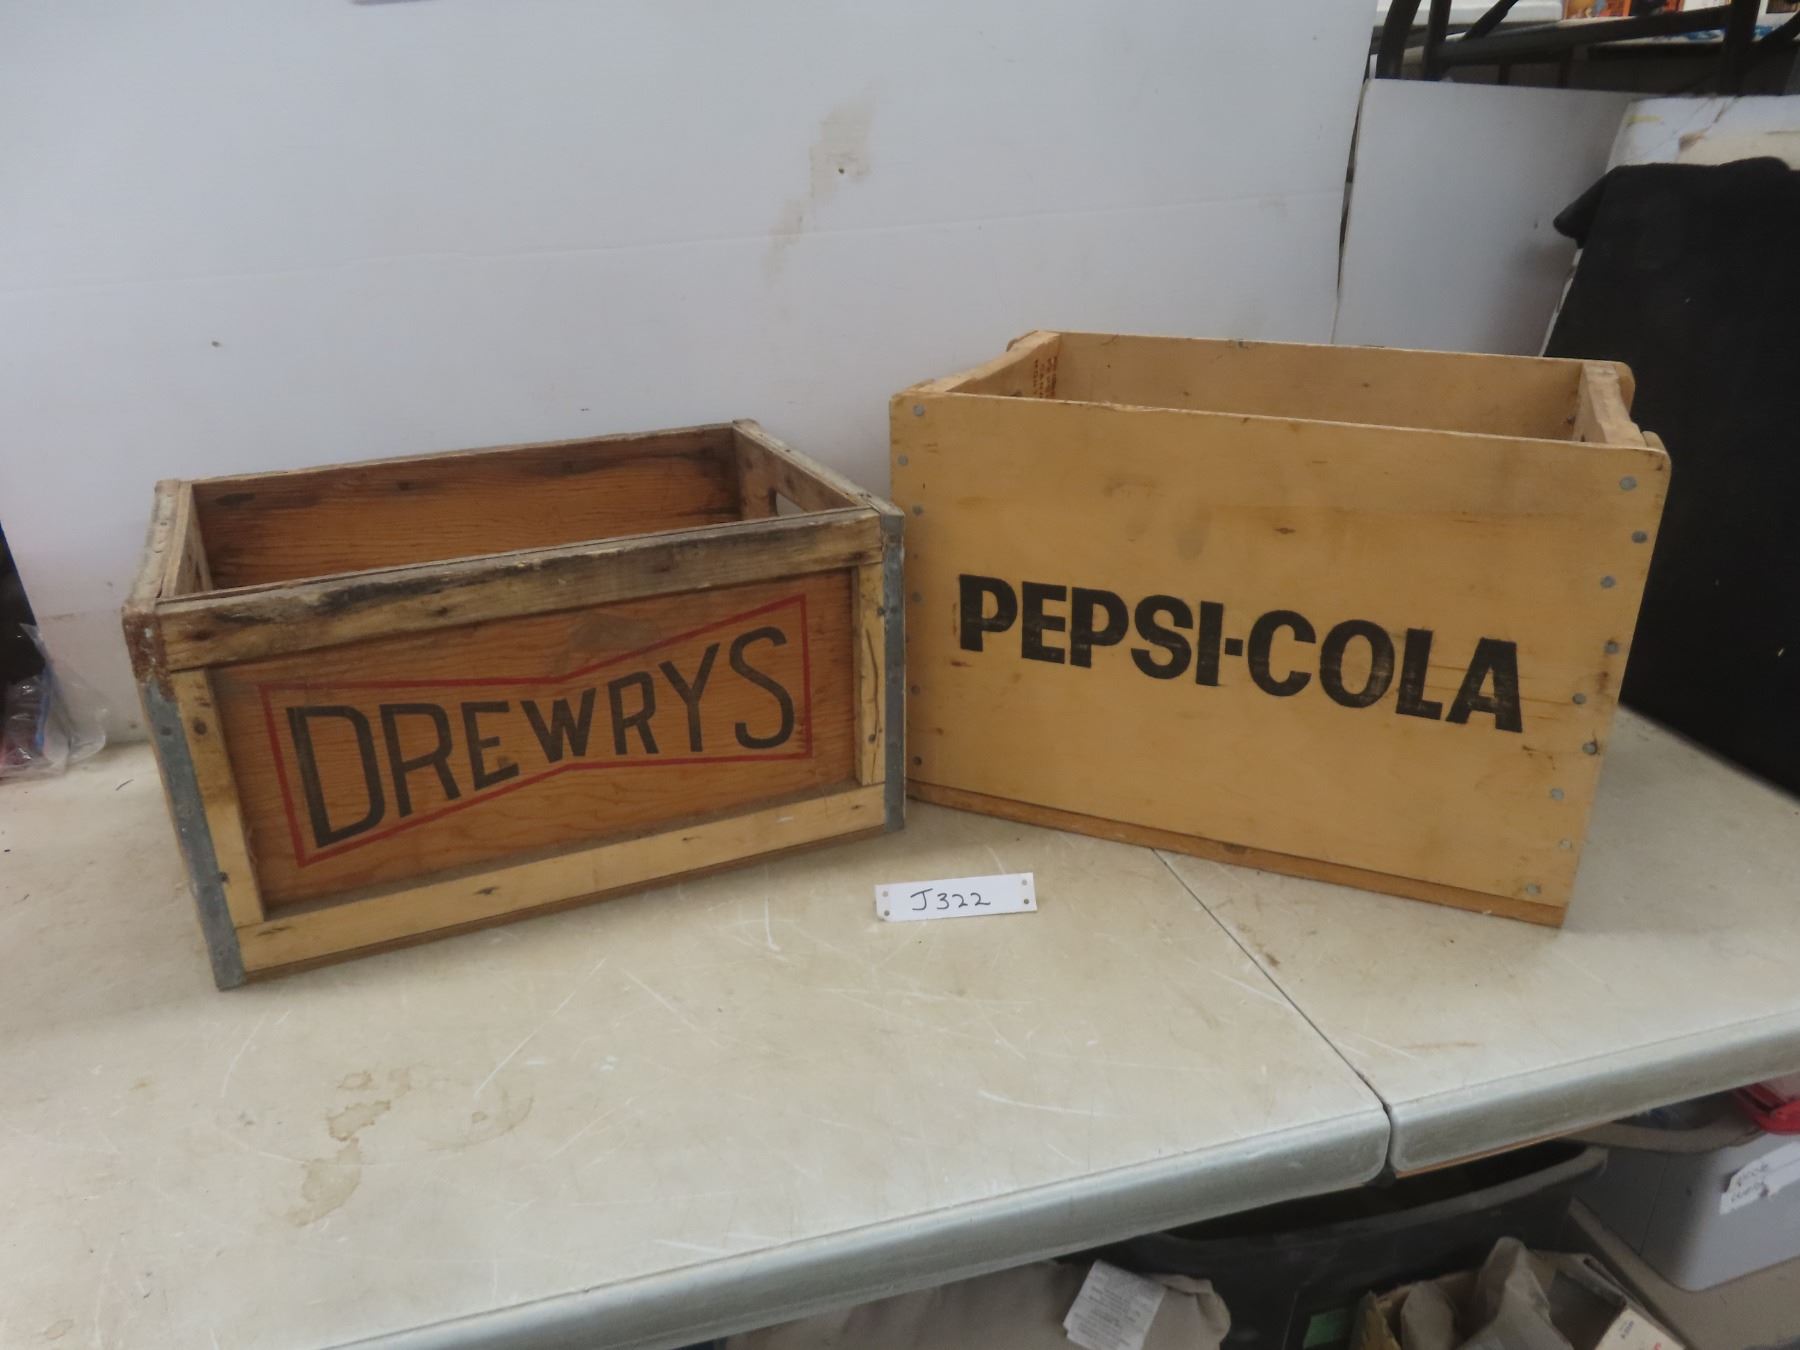 DREWRYS
PEPSI-COLA
J322